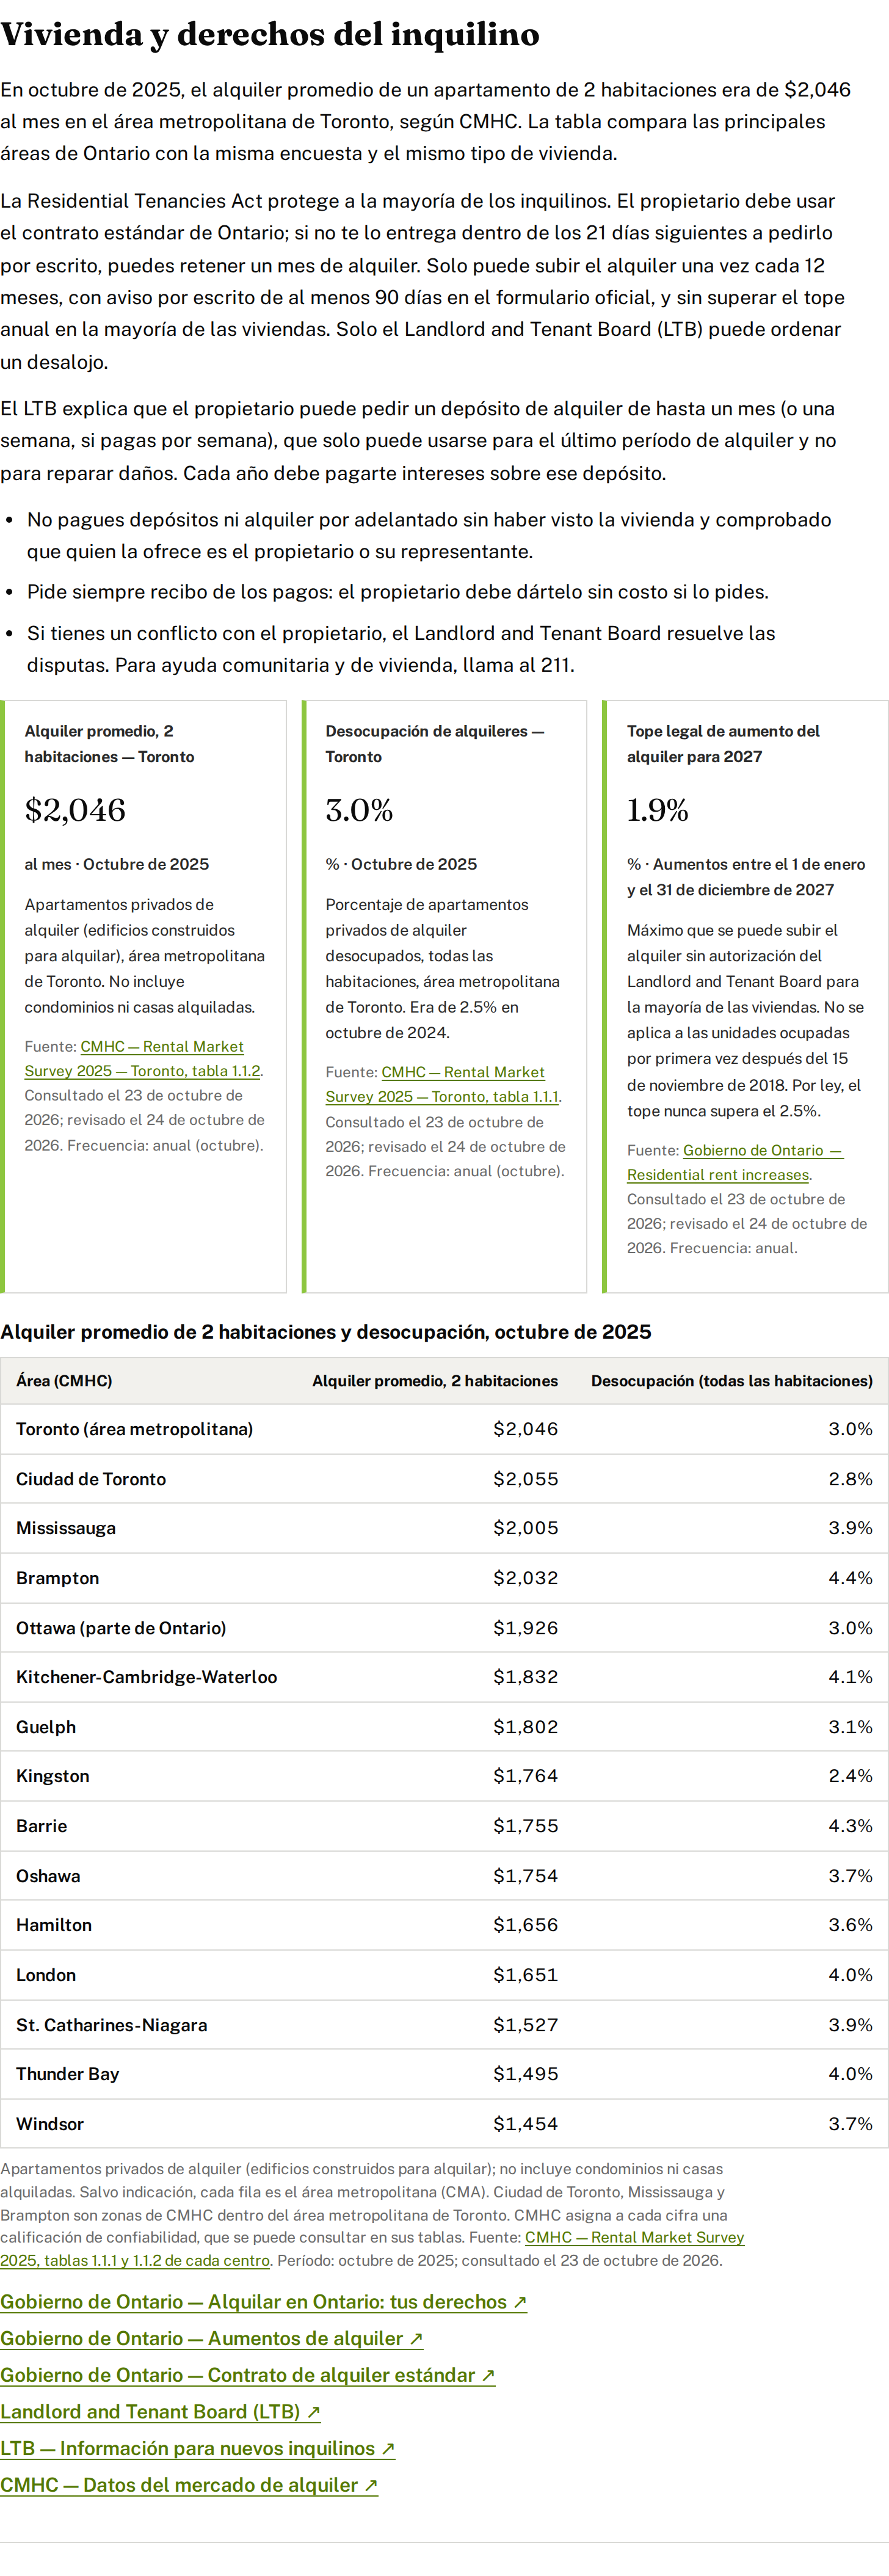 Vivienda y derechos del inquilino
En octubre de 2025, el alquiler promedio de un apartamento de 2 habitaciones era de $2,046
al mes en el área metropolitana de Toronto, según CMHC. La tabla compara las principales
áreas de Ontario con la misma encuesta y el mismo tipo de vivienda.
La Residential Tenancies Act protege a la mayoría de los inquilinos. El propietario debe usar
el contrato estándar de Ontario; si no te lo entrega dentro de los 21 días siguientes a pedirlo
por escrito, puedes retener un mes de alquiler. Solo puede subir el alquiler una vez cada 12
meses, con aviso por escrito de al menos 90 días en el formulario oficial, y sin superar el tope
anual en la mayoría de las viviendas. Solo el Landlord and Tenant Board (LTB) puede ordenar
un desalojo.
El LTB explica que el propietario puede pedir un depósito de alquiler de hasta un mes (o una
semana, si pagas por semana), que solo puede usarse para el último período de alquiler y no
para reparar daños. Cada año debe pagarte intereses sobre ese depósito.
• No pagues depósitos ni alquiler por adelantado sin haber visto la vivienda y comprobado
que quien la ofrece es el propietario o su representante.
• Pide siempre recibo de los pagos: el propietario debe dártelo sin costo si lo pides.
• Si tienes un conflicto con el propietario, el Landlord and Tenant Board resuelve las
disputas. Para ayuda comunitaria y de vivienda, llama al 211.
Alquiler promedio, 2
habitaciones — Toronto
$2,046
al mes · Octubre de 2025
Apartamentos privados de
alquiler (edificios construidos
para alquilar), área metropolitana
de Toronto. No incluye
condominios ni casas alquiladas.
Fuente: CMHC — Rental Market
Survey 2025 — Toronto, tabla 1.1.2.
Consultado el 23 de octubre de
2026; revisado el 24 de octubre de
2026. Frecuencia: anual (octubre).
Desocupación de alquileres —
Toronto
3.0%
% · Octubre de 2025
Porcentaje de apartamentos
privados de alquiler
desocupados, todas las
habitaciones, área metropolitana
de Toronto. Era de 2.5% en
octubre de 2024.
Fuente: CMHC — Rental Market
Survey 2025 — Toronto, tabla 1.1.1.
Consultado el 23 de octubre de
2026; revisado el 24 de octubre de
2026. Frecuencia: anual (octubre).
Tope legal de aumento del
alquiler para 2027
1.9%
% · Aumentos entre el 1 de enero
y el 31 de diciembre de 2027
Máximo que se puede subir el
alquiler sin autorización del
Landlord and Tenant Board para
la mayoría de las viviendas. No se
aplica a las unidades ocupadas
por primera vez después del 15
de noviembre de 2018. Por ley, el
tope nunca supera el 2.5%.
Fuente: Gobierno de Ontario —
Residential rent increases.
Consultado el 23 de octubre de
2026; revisado el 24 de octubre de
2026. Frecuencia: anual.
Alquiler promedio de 2 habitaciones y desocupación, octubre de 2025
Área (CMHC) Alquiler promedio, 2 habitaciones Desocupación (todas las habitaciones)
Toronto (área metropolitana) $2,046 3.0%
Ciudad de Toronto $2,055 2.8%
Mississauga $2,005 3.9%
Brampton $2,032 4.4%
Ottawa (parte de Ontario) $1,926 3.0%
Kitchener-Cambridge-Waterloo $1,832 4.1%
Guelph $1,802 3.1%
Kingston $1,764 2.4%
Barrie $1,755 4.3%
Oshawa $1,754 3.7%
Hamilton $1,656 3.6%
London $1,651 4.0%
St. Catharines-Niagara $1,527 3.9%
Thunder Bay $1,495 4.0%
Windsor $1,454 3.7%
Apartamentos privados de alquiler (edificios construidos para alquilar); no incluye condominios ni casas
alquiladas. Salvo indicación, cada fila es el área metropolitana (CMA). Ciudad de Toronto, Mississauga y
Brampton son zonas de CMHC dentro del área metropolitana de Toronto. CMHC asigna a cada cifra una
calificación de confiabilidad, que se puede consultar en sus tablas. Fuente: CMHC — Rental Market Survey
2025, tablas 1.1.1 y 1.1.2 de cada centro. Período: octubre de 2025; consultado el 23 de octubre de 2026.
Gobierno de Ontario — Alquilar en Ontario: tus derechos ↗
Gobierno de Ontario — Aumentos de alquiler ↗
Gobierno de Ontario — Contrato de alquiler estándar ↗
Landlord and Tenant Board (LTB) ↗
LTB — Información para nuevos inquilinos ↗
CMHC — Datos del mercado de alquiler ↗